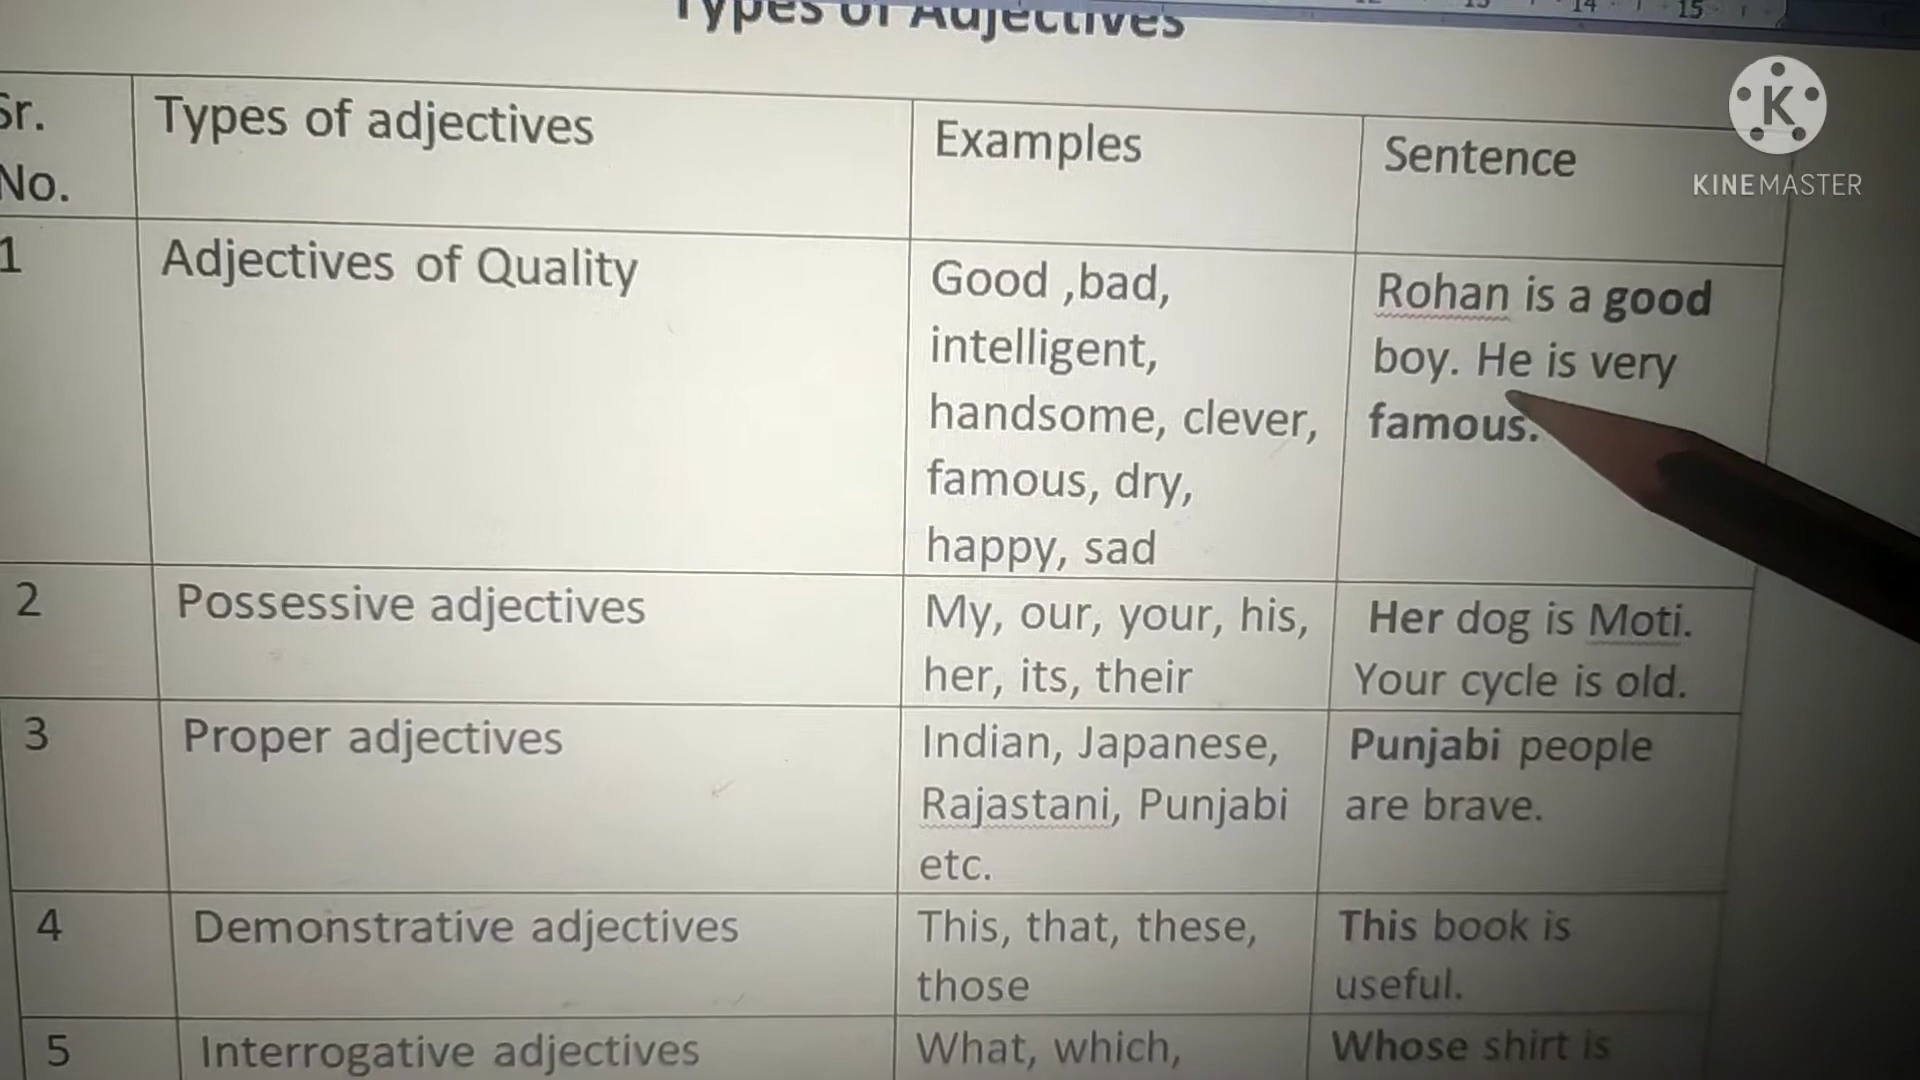 Types of Adjectives
12 13 14 15
K
KINEMASTER
Sr.
No.
Types of adjectives
Examples
Sentence
1
Adjectives of Quality
Good ,bad,
intelligent,
handsome, clever,
famous, dry,
happy, sad
Rohan is a good
boy. He is very
famous.
2
Possessive adjectives
My, our, your, his,
her, its, their
Her dog is Moti.
Your cycle is old.
3
Proper adjectives
Indian, Japanese,
Rajastani, Punjabi
etc.
Punjabi people
are brave.
4
Demonstrative adjectives
This, that, these,
those
This book is
useful.
5
Interrogative adjectives
What, which,
Whose shirt is